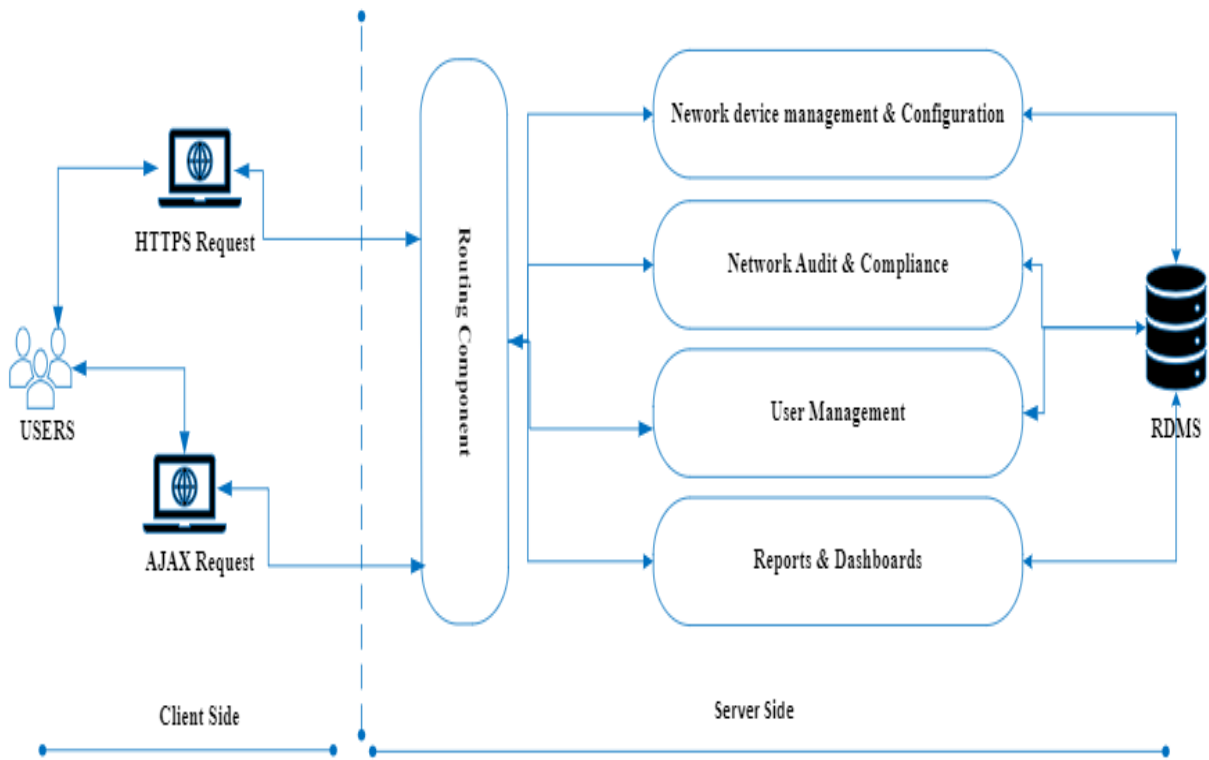 HTTPS Request
USERS
AJAX Request
Routing Component
Nework device management & Configuration
Network Audit & Compliance
User Management
Reports & Dashboards
RDMS
Client Side
Server Side